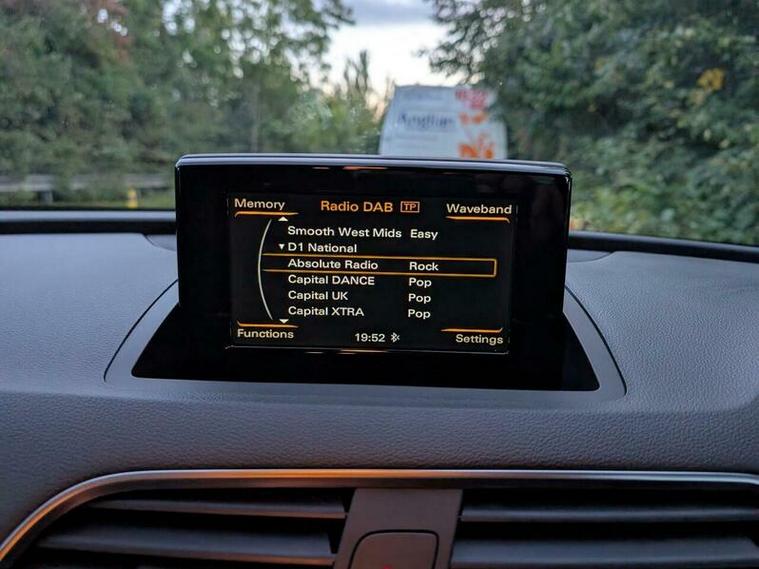 Anglian
Memory
Radio DAB TP
Waveband
Smooth West Mids Easy
▼ D1 National
Absolute Radio Rock
Capital DANCE Pop
Capital UK Pop
Capital XTRA Pop
Functions
19:52
Settings